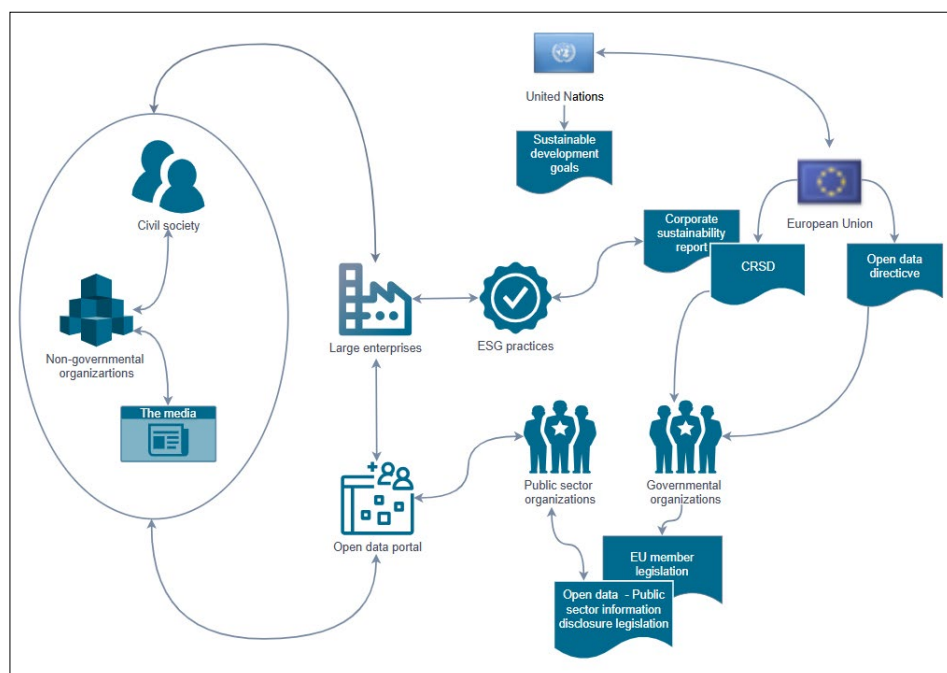 United Nations
Sustainable
development
goals
European Union
Civil society
Corporate
sustainability
report
CRSD
Open data
directicve
Large enterprises
ESG practices
Non-governmental
organizartions
The media
Public sector
organizations
Governmental
organizations
Open data portal
EU member
legislation
Open data - Public
sector information
disclosure legislation